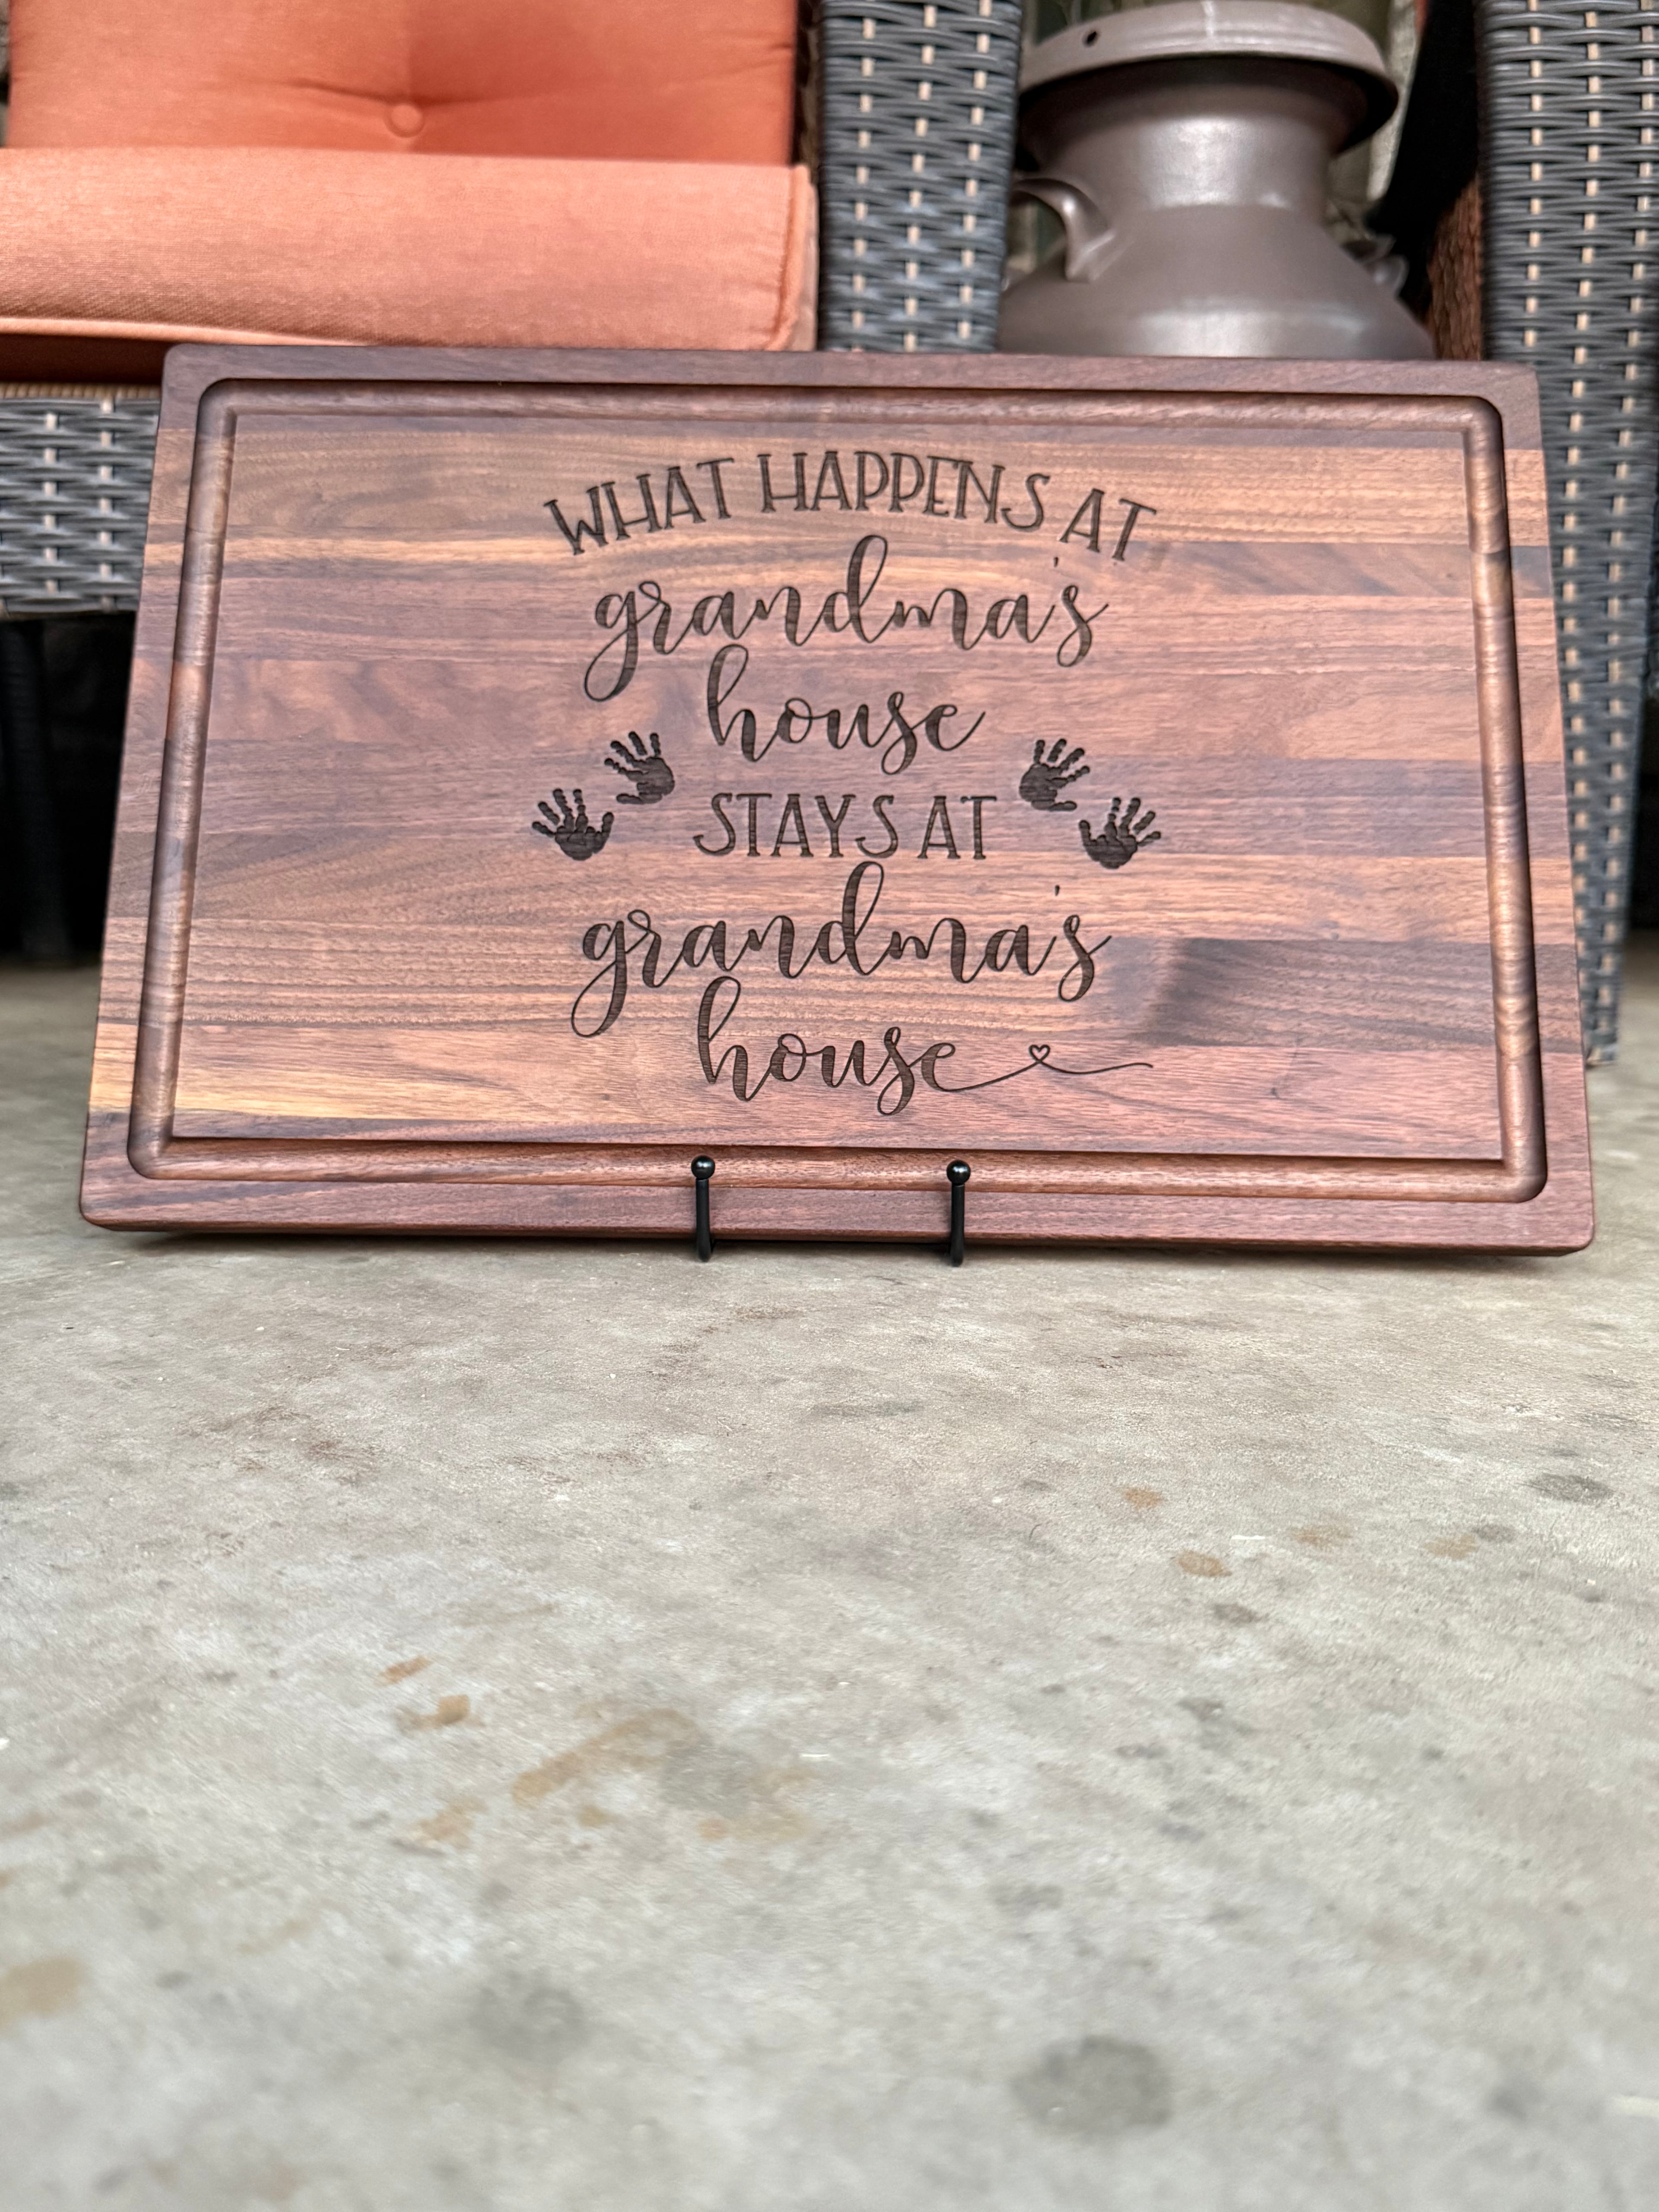 WHAT HAPPENS AT
grandma's
house
STAYS AT
grandma's
house